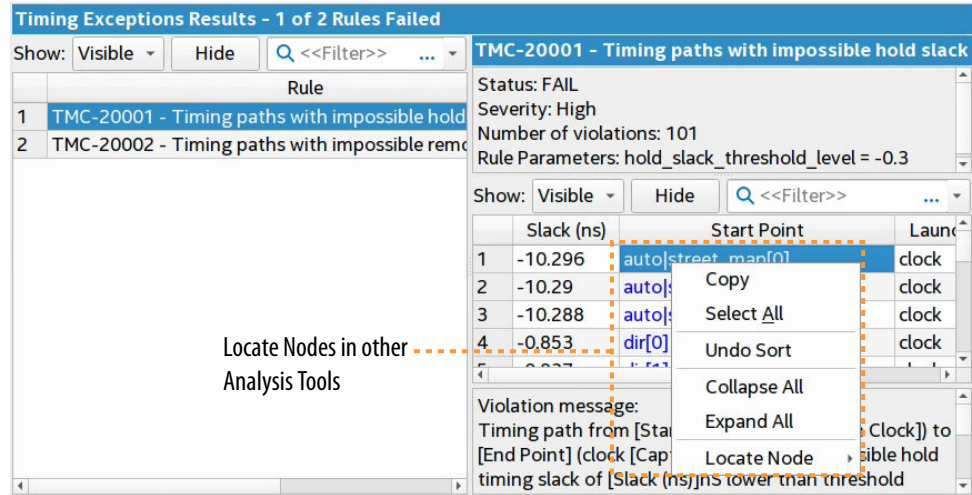 Timing Exceptions Results - 1 of 2 Rules Failed
Show: Visible Hide <<Filter>> ...
Rule
1 TMC-20001 - Timing paths with impossible hold
2 TMC-20002 - Timing paths with impossible remo
TMC-20001 - Timing paths with impossible hold slack
Status: FAIL
Severity: High
Number of violations: 101
Rule Parameters: hold_slack_threshold_level = -0.3
Show: Visible Hide <<Filter>> ...
Slack (ns) Start Point Launc
1 -10.296 auto|street_map[0] clock
2 -10.29 auto|s clock
3 -10.288 auto|s clock
4 -0.853 dir[0] clock
Copy
Select All
Undo Sort
Collapse All
Expand All
Locate Node
Locate Nodes in other
Analysis Tools
Violation message:
Timing path from [Star Clock]) to
[End Point] (clock [Cap sible hold
timing slack of [Slack (ns)]nS lower than threshold